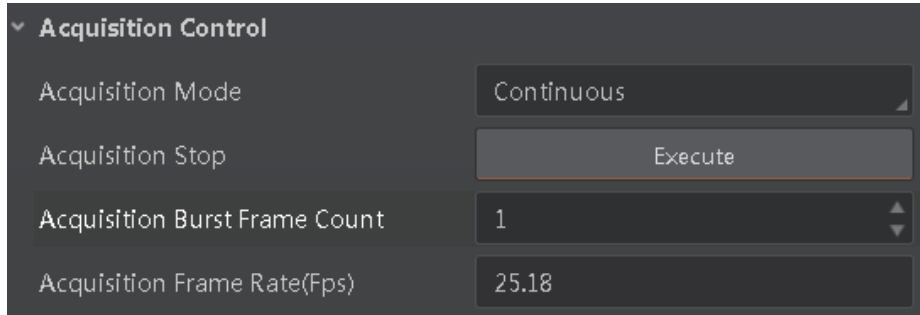 Acquisition Control
Acquisition Mode Continuous
Acquisition Stop Execute
Acquisition Burst Frame Count 1
Acquisition Frame Rate(Fps) 25.18